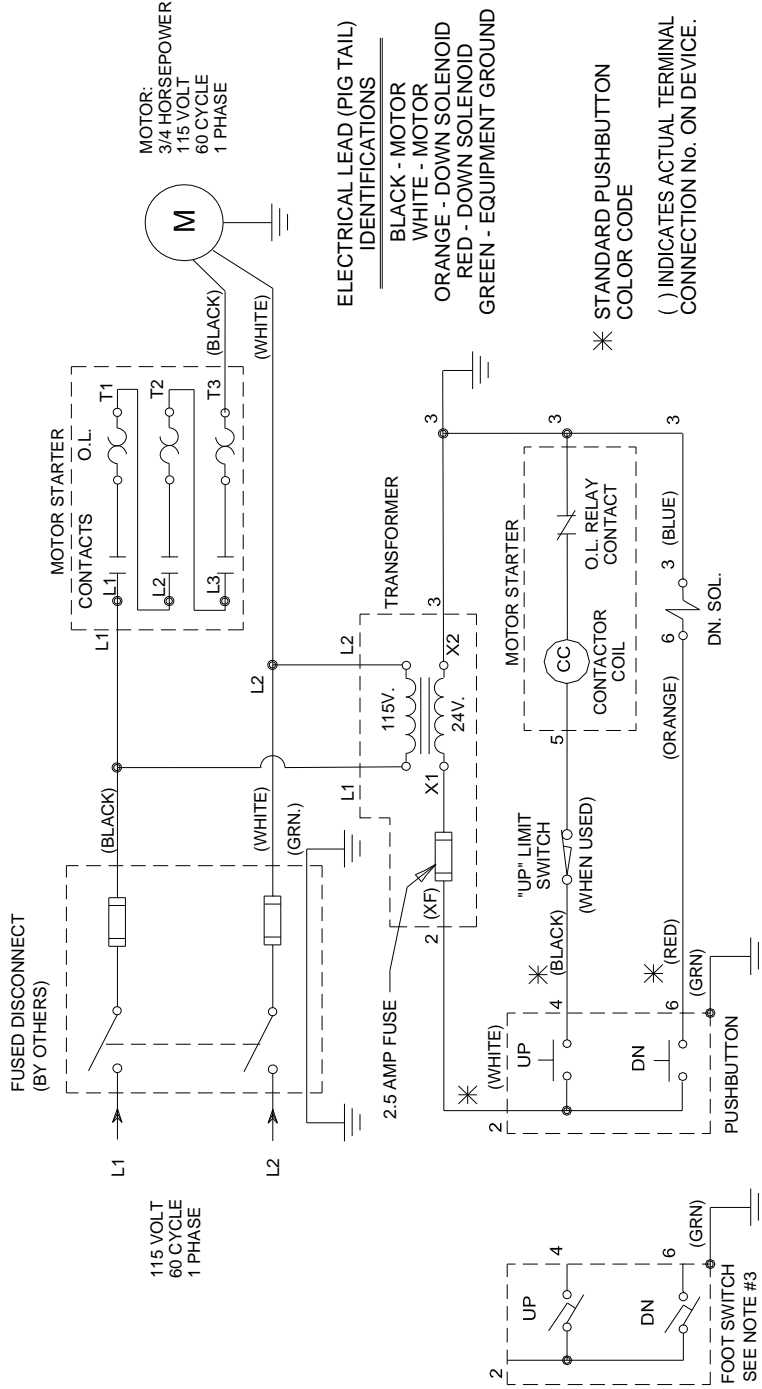 115 VOLT
60 CYCLE
1 PHASE
L1
L2
FUSED DISCONNECT
(BY OTHERS)
(BLACK)
(WHITE)
(GRN.)
L1
L2
MOTOR STARTER
CONTACTS
O.L.
L1
T1
L2
T2
L3
T3
(BLACK)
(WHITE)
M
MOTOR:
3/4 HORSEPOWER
115 VOLT
60 CYCLE
1 PHASE
ELECTRICAL LEAD (PIG TAIL)
IDENTIFICATIONS
BLACK - MOTOR
WHITE - MOTOR
ORANGE - DOWN SOLENOID
RED - DOWN SOLENOID
GREEN - EQUIPMENT GROUND
TRANSFORMER
L1
L2
115V.
24V.
X1
X2
2
(XF)
3
3
2.5 AMP FUSE
FOOT SWITCH
SEE NOTE #3
2
UP
4
DN
6
(GRN)
PUSHBUTTON
2
(WHITE)
UP
4
(BLACK)
DN
6
(RED)
(GRN)
"UP" LIMIT
SWITCH
(WHEN USED)
MOTOR STARTER
5
CC
CONTACTOR
COIL
O.L. RELAY
CONTACT
3
(ORANGE)
6
DN. SOL.
3
(BLUE)
3
STANDARD PUSHBUTTON
COLOR CODE
( ) INDICATES ACTUAL TERMINAL
CONNECTION No. ON DEVICE.